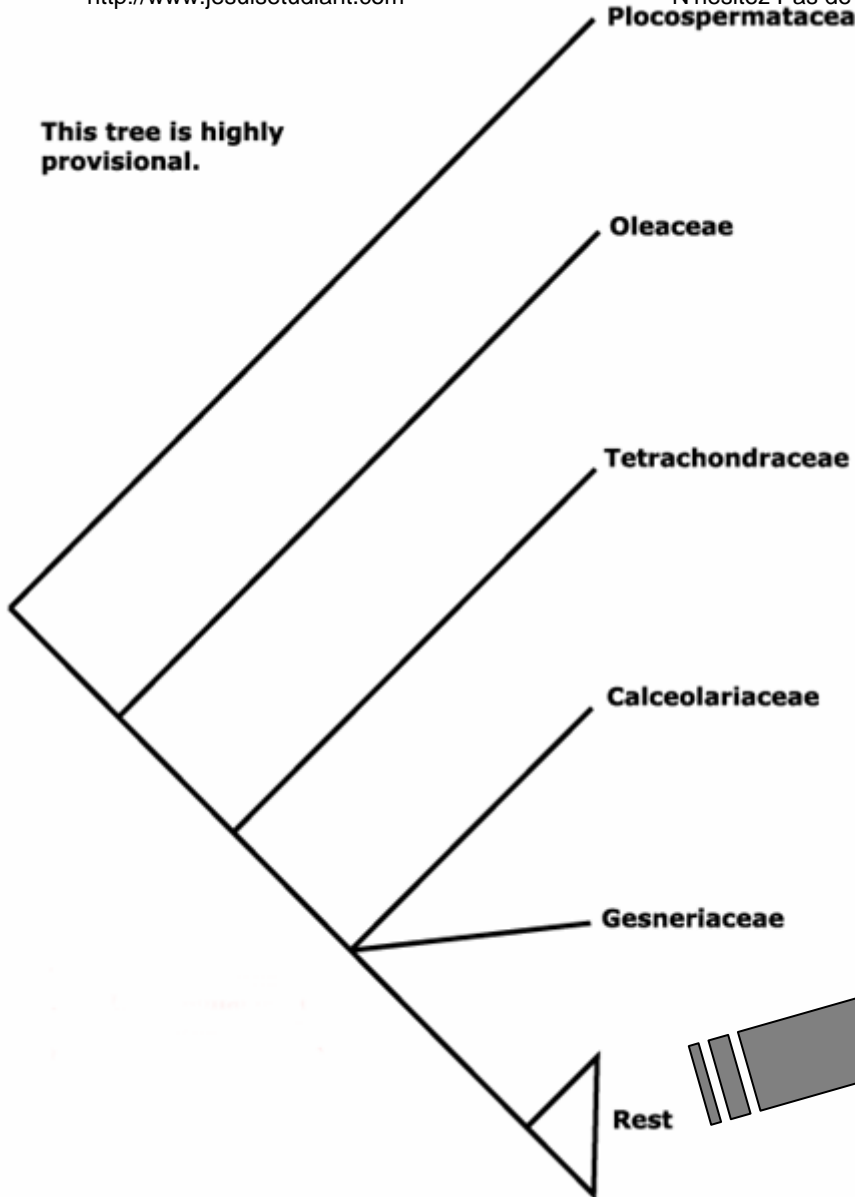 Plocospermatacea
This tree is highly
provisional.
Oleaceae
Tetrachondraceae
Calceolariaceae
Gesneriaceae
Rest